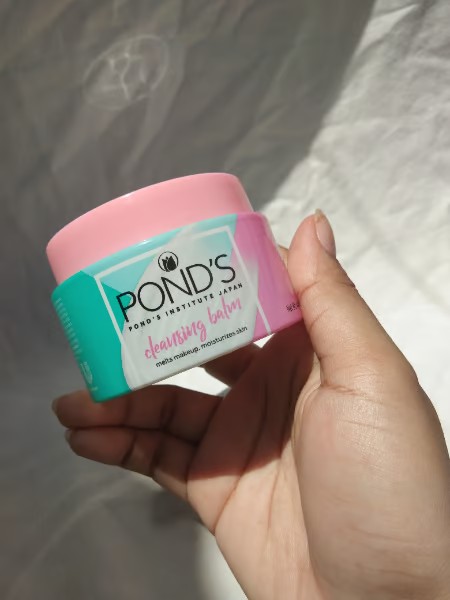 POND'S
POND'S INSTITUTE JAPAN
cleansing balm
melts makeup, moisturizes skin